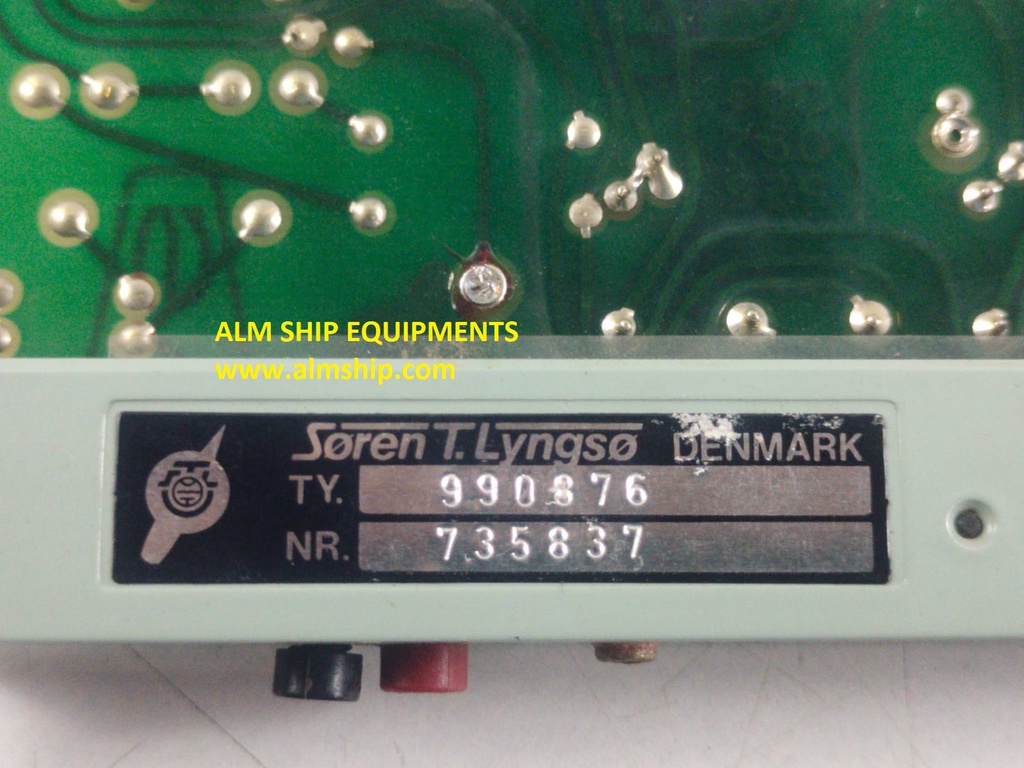 ALM SHIP EQUIPMENTS
www.almship.com
Søren T. Lyngsø DENMARK
TY. 990876
NR. 735837